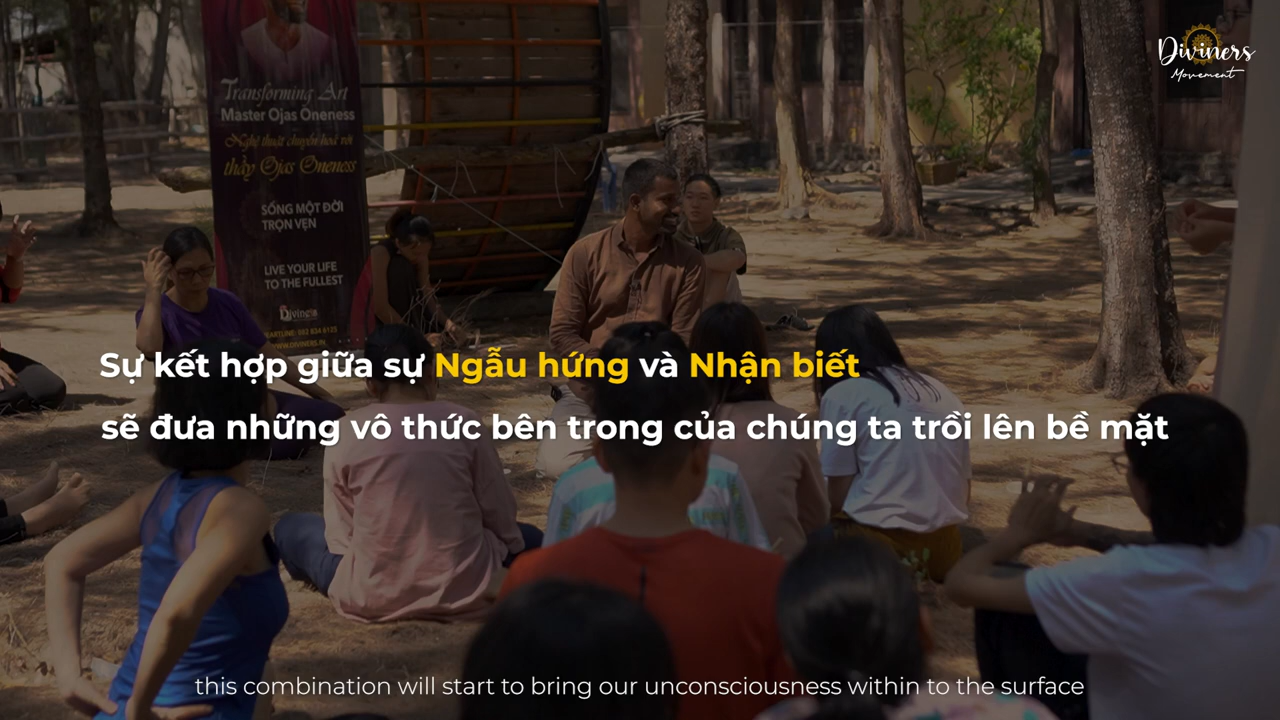 Diviners
Movement
Transforming Art
Master Ojas Oneness
Nghệ thuật chuyển hoá với
thầy Ojas Oneness
SỐNG MỘT ĐỜI
TRỌN VẸN
LIVE YOUR LIFE
TO THE FULLEST
Sự kết hợp giữa sự Ngẫu hứng và Nhận biết
sẽ đưa những vô thức bên trong của chúng ta trồi lên bề mặt
this combination will start to bring our unconsciousness within to the surface